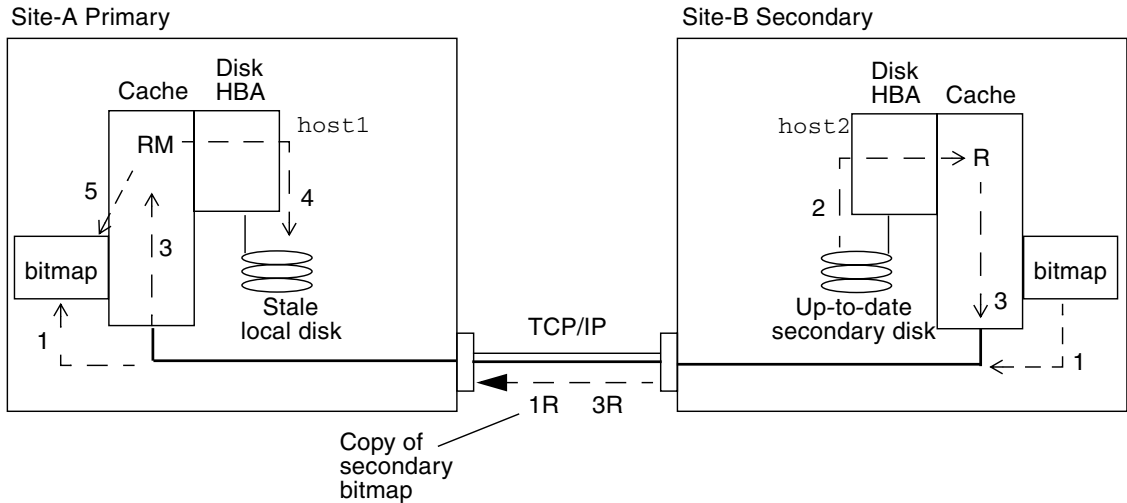 Site-A Primary
Site-B Secondary
Disk
HBA
Cache
host1
RM
5
4
3
bitmap
1
Stale
local disk
TCP/IP
1R 3R
Copy of
secondary
bitmap
Disk
HBA
Cache
host2
R
2
3
bitmap
1
Up-to-date
secondary disk